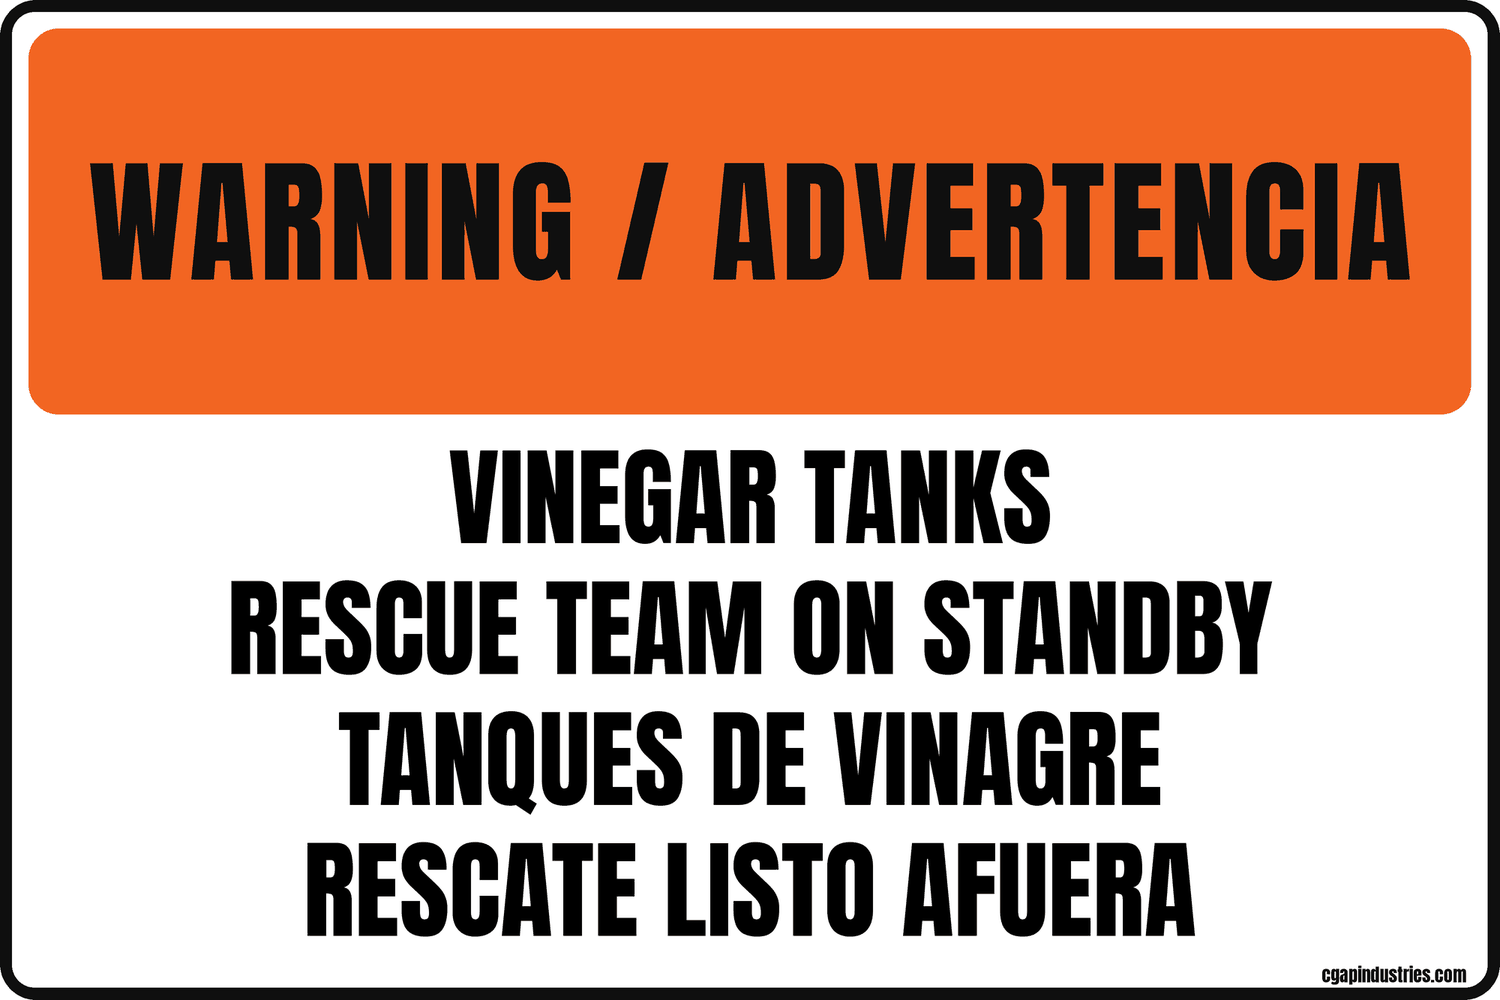 WARNING / ADVERTENCIA
VINEGAR TANKS
RESCUE TEAM ON STANDBY
TANQUES DE VINAGRE
RESCATE LISTO AFUERA
cgapindustries.com